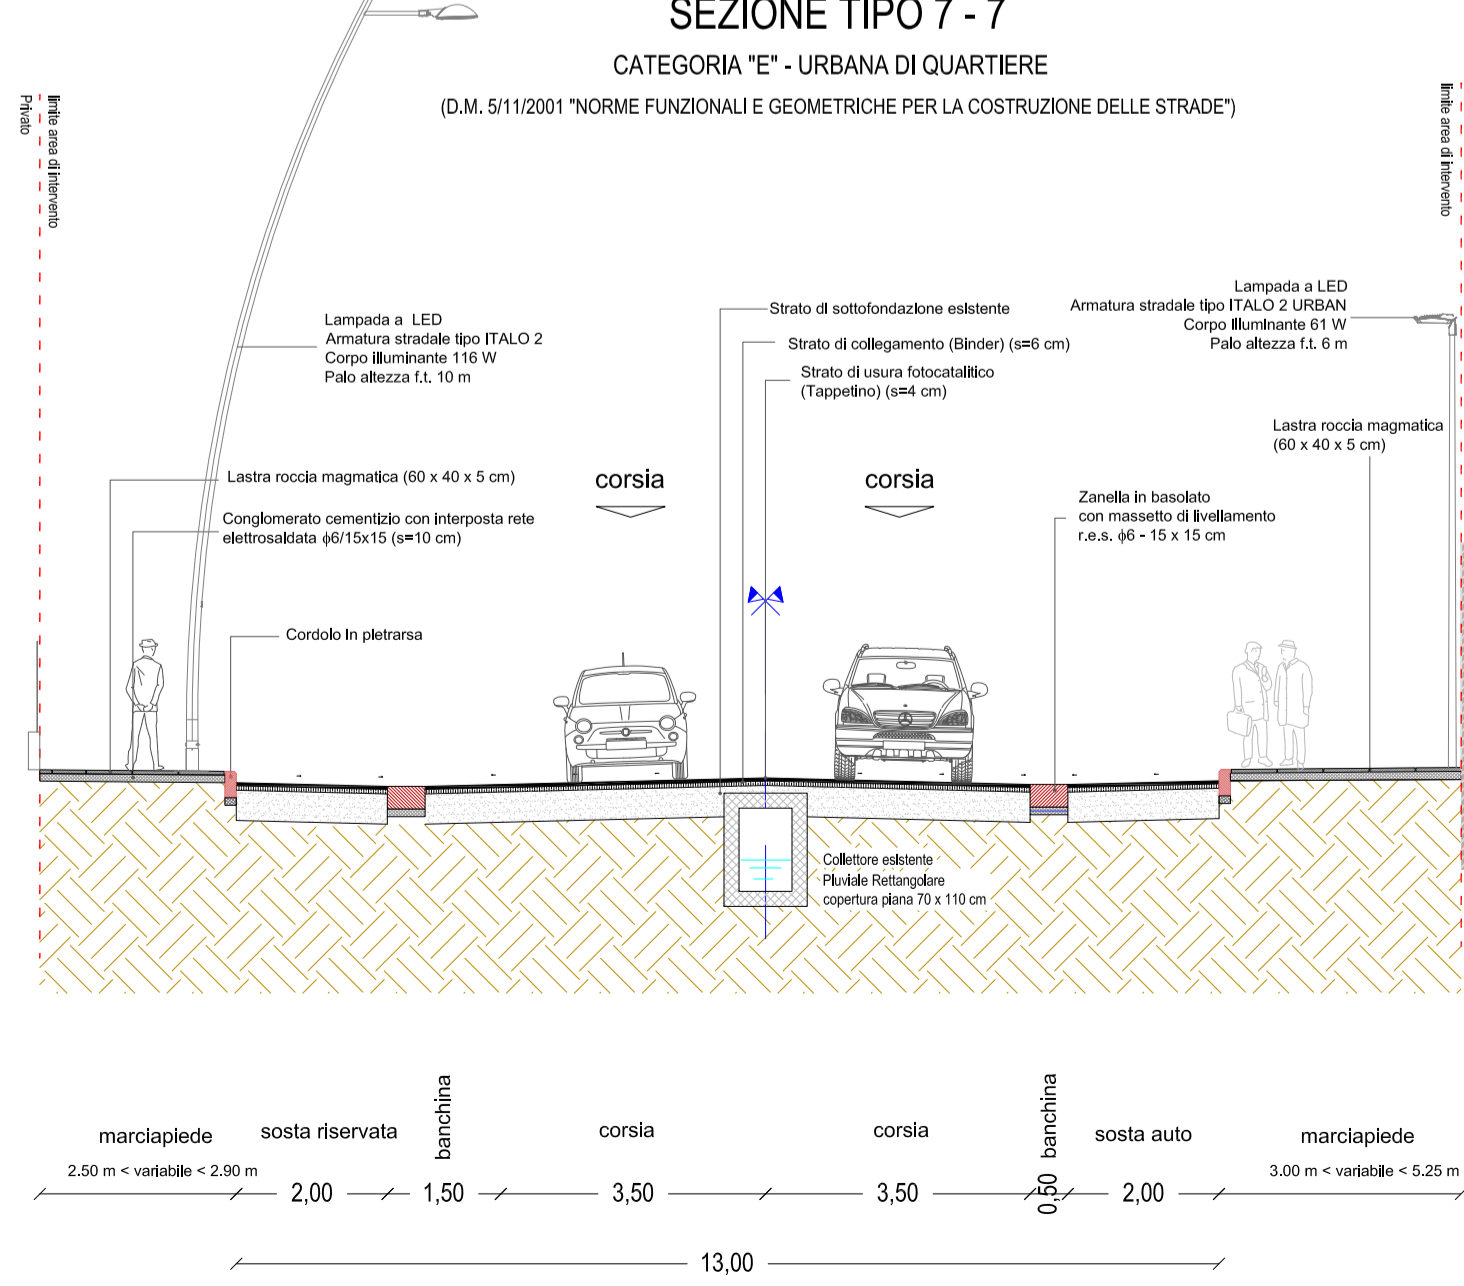 SEZIONE TIPO 7 - 7
CATEGORIA "E" - URBANA DI QUARTIERE
(D.M. 5/11/2001 "NORME FUNZIONALI E GEOMETRICHE PER LA COSTRUZIONE DELLE STRADE")
Privato
limite area di intervento
limite area di intervento
Lampada a LED
Armatura stradale tipo ITALO 2
Corpo illuminante 116 W
Palo altezza f.t. 10 m
Strato di sottofondazione esistente
Strato di collegamento (Binder) (s=6 cm)
Strato di usura fotocatalitico
(Tappetino) (s=4 cm)
Lampada a LED
Armatura stradale tipo ITALO 2 URBAN
Corpo Illuminante 61 W
Palo altezza f.t. 6 m
Lastra roccia magmatica
(60 x 40 x 5 cm)
Lastra roccia magmatica (60 x 40 x 5 cm)
corsia
corsia
Conglomerato cementizio con interposta rete
elettrosaldata ϕ6/15x15 (s=10 cm)
Zanella in basolato
con massetto di livellamento
r.e.s. ϕ6 - 15 x 15 cm
Cordolo In pietrarsa
Collettore esistente
Pluviale Rettangolare
copertura piana 70 x 110 cm
marciapiede
sosta riservata
banchina
corsia
corsia
banchina
sosta auto
marciapiede
2.50 m < variabile < 2.90 m
3.00 m < variabile < 5.25 m
2,00
1,50
3,50
3,50
0,50
2,00
13,00